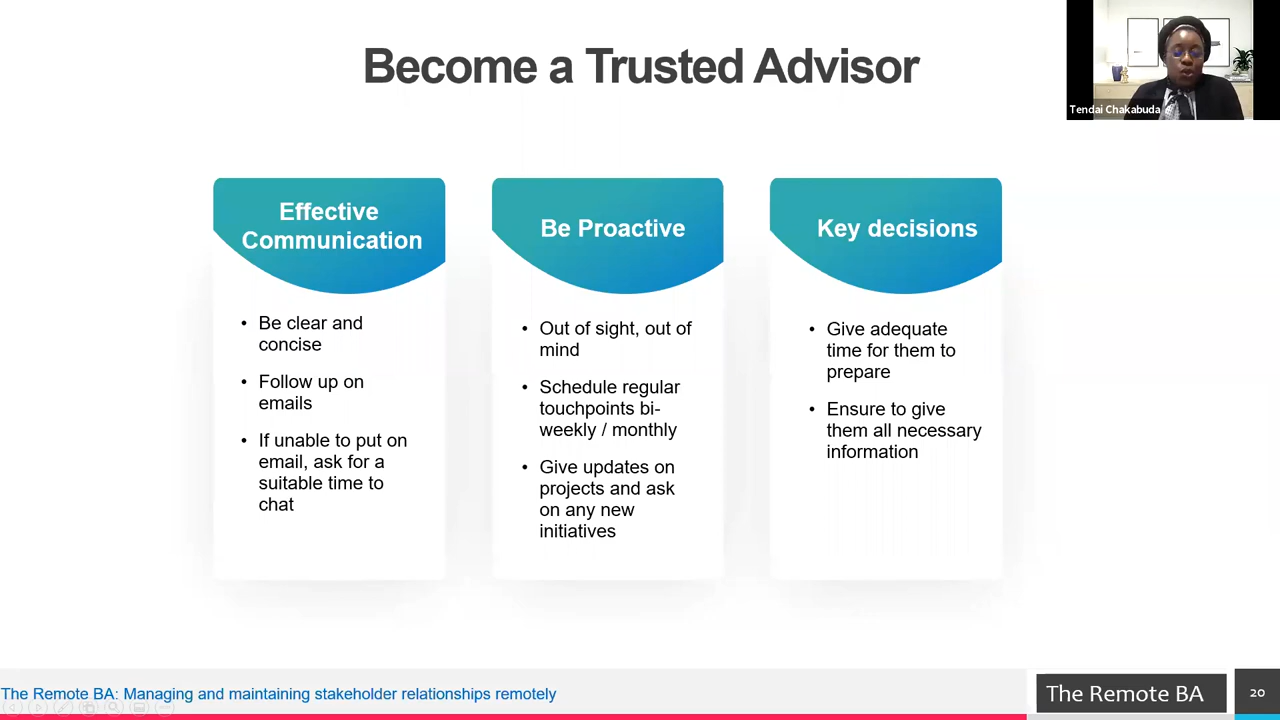 Become a Trusted Advisor
Tendai Chakabuda
Effective
Communication
• Be clear and
concise
• Follow up on
emails
• If unable to put on
email, ask for a
suitable time to
chat
Be Proactive
• Out of sight, out of
mind
• Schedule regular
touchpoints bi-
weekly / monthly
• Give updates on
projects and ask
on any new
initiatives
Key decisions
• Give adequate
time for them to
prepare
• Ensure to give
them all necessary
information
The Remote BA: Managing and maintaining stakeholder relationships remotely
The Remote BA
20